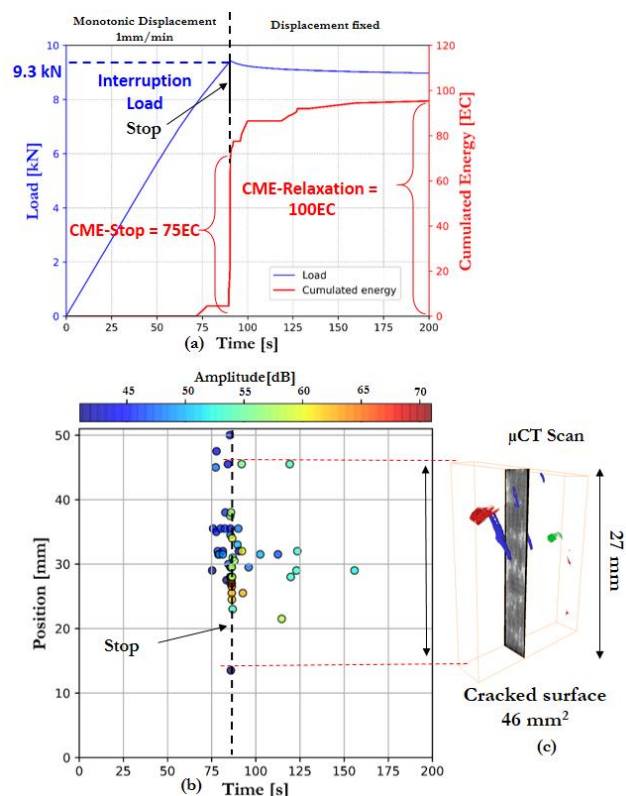 Monotonic Displacement
1mm/min
Displacement fixed
10
8
6
4
2
0
9.3 kN
Load [kN]
Interruption
Load
Stop
120
100
80
60
40
20
0
Cumulated Energy [EC]
CME-Stop = 75EC
CME-Relaxation =
100EC
Load
Cumulated energy
0 25 50 75 100 125 150 175 200
(a) Time [s]
Amplitude[dB]
45 50 55 60 65 70
50
40
30
20
10
0
Position [mm]
Stop
0 25 50 75 100 125 150 175 200
(b) Time [s]
µCT Scan
27 mm
Cracked surface
46 mm²
(c)